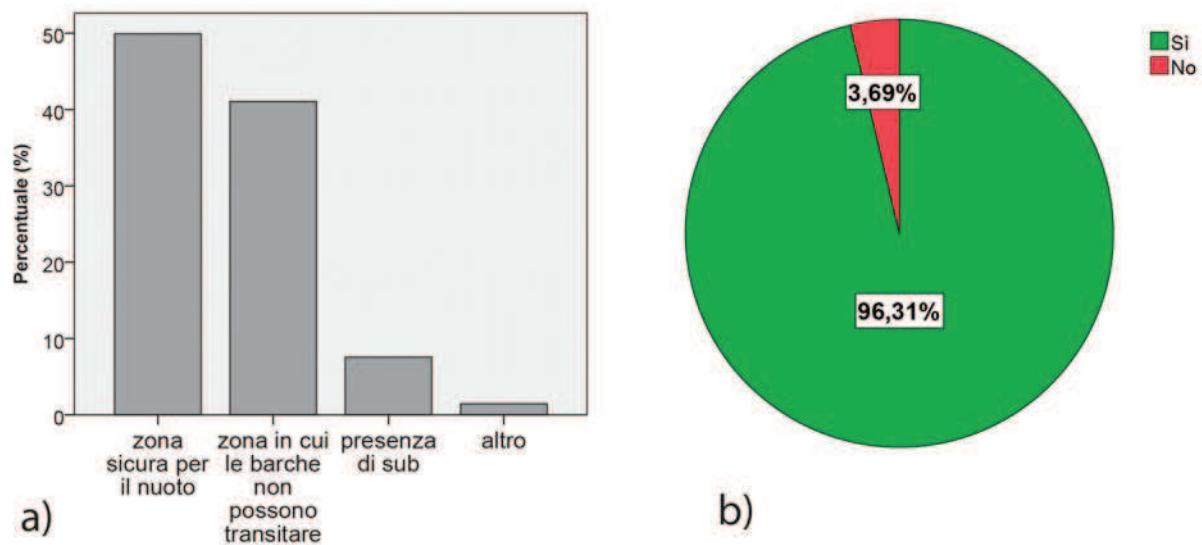 Percentuale (%)
50
40
30
20
10
0
zona
sicura per
il nuoto
zona in cui
le barche
non
possono
transitare
presenza
di sub
altro
a)
Sì
No
3,69%
96,31%
b)